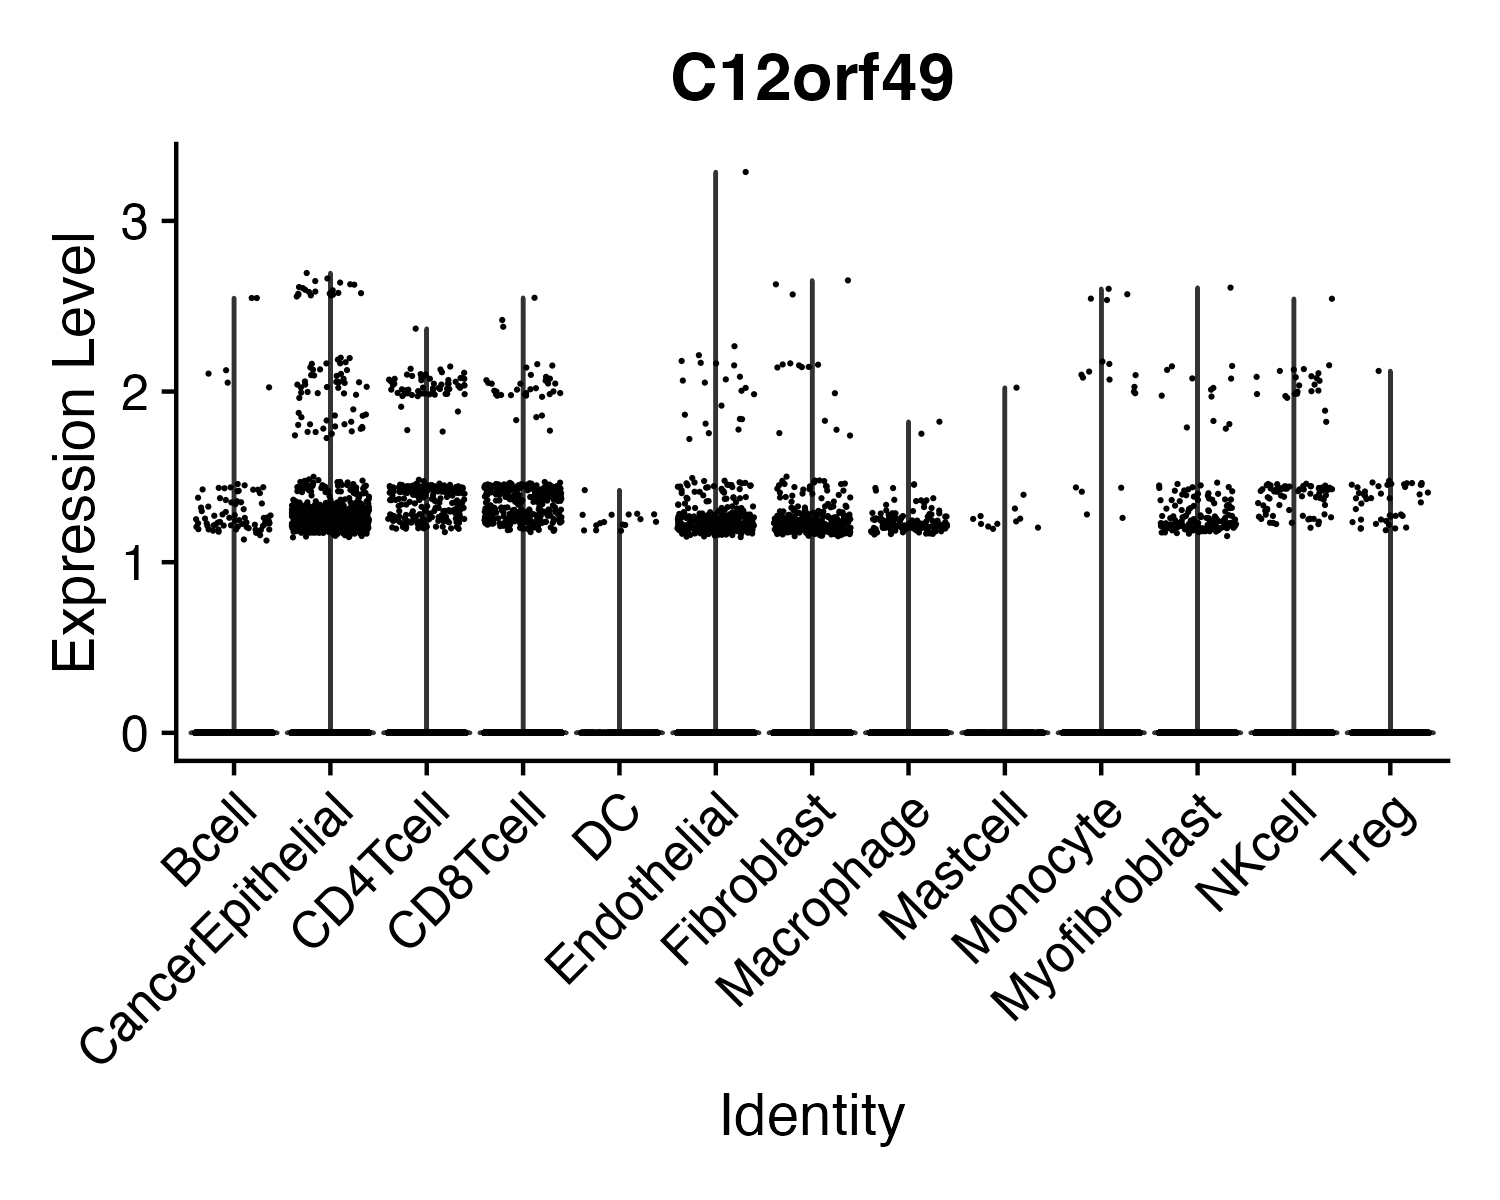 C12orf49
Expression Level
3
2
1
0
Bcell
CancerEpithelial
CD4Tcell
CD8Tcell
DC
Endothelial
Fibroblast
Macrophage
Mastcell
Monocyte
Myofibroblast
NKcell
Treg
Identity